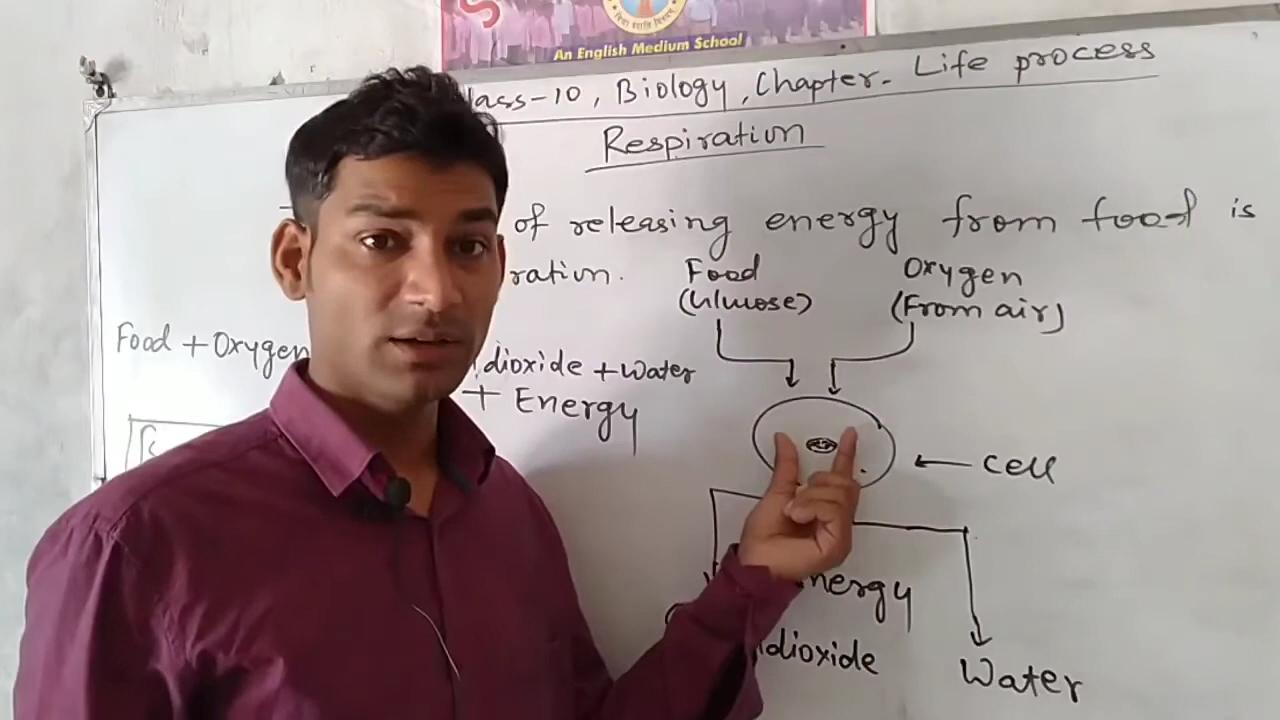 An English Medium School
lass-10, Biology, Chapter- Life process
Respiration
of releasing energy from food is
ration.
Food
(Glucose)
Oxygen
(From air)
Food + Oxygen
dioxide + Water
+ Energy
← Cell
nergy
dioxide
Water